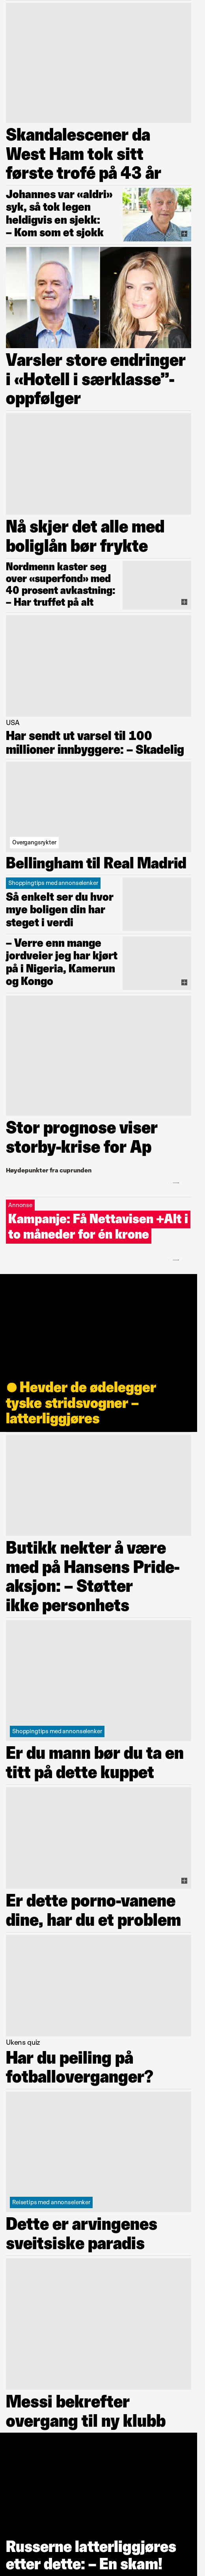 Skandalescener da
West Ham tok sitt
første trofé på 43 år
Johannes var «aldri»
syk, så tok legen
heldigvis en sjekk:
– Kom som et sjokk
Varsler store endringer
i «Hotell i særklasse”-
oppfølger
Nå skjer det alle med
boliglån bør frykte
Nordmenn kaster seg
over «superfond» med
40 prosent avkastning:
– Har truffet på alt
USA
Har sendt ut varsel til 100
millioner innbyggere: – Skadelig
Overgangsrykter
Bellingham til Real Madrid
Shoppingtips med annonselenker
Så enkelt ser du hvor
mye boligen din har
steget i verdi
– Verre enn mange
jordveier jeg har kjørt
på i Nigeria, Kamerun
og Kongo
Stor prognose viser
storby-krise for Ap
Høydepunkter fra cuprunden
Annonse
Kampanje: Få Nettavisen +Alt i
to måneder for én krone
Hevder de ødelegger
tyske stridsvogner –
latterliggjøres
Butikk nekter å være
med på Hansens Pride-
aksjon: – Støtter
ikke personhets
Shoppingtips med annonselenker
Er du mann bør du ta en
titt på dette kuppet
Er dette porno-vanene
dine, har du et problem
Ukens quiz
Har du peiling på
fotballoverganger?
Reisetips med annonselenker
Dette er arvingenes
sveitsiske paradis
Messi bekrefter
overgang til ny klubb
Russerne latterliggjøres
etter dette: – En skam!